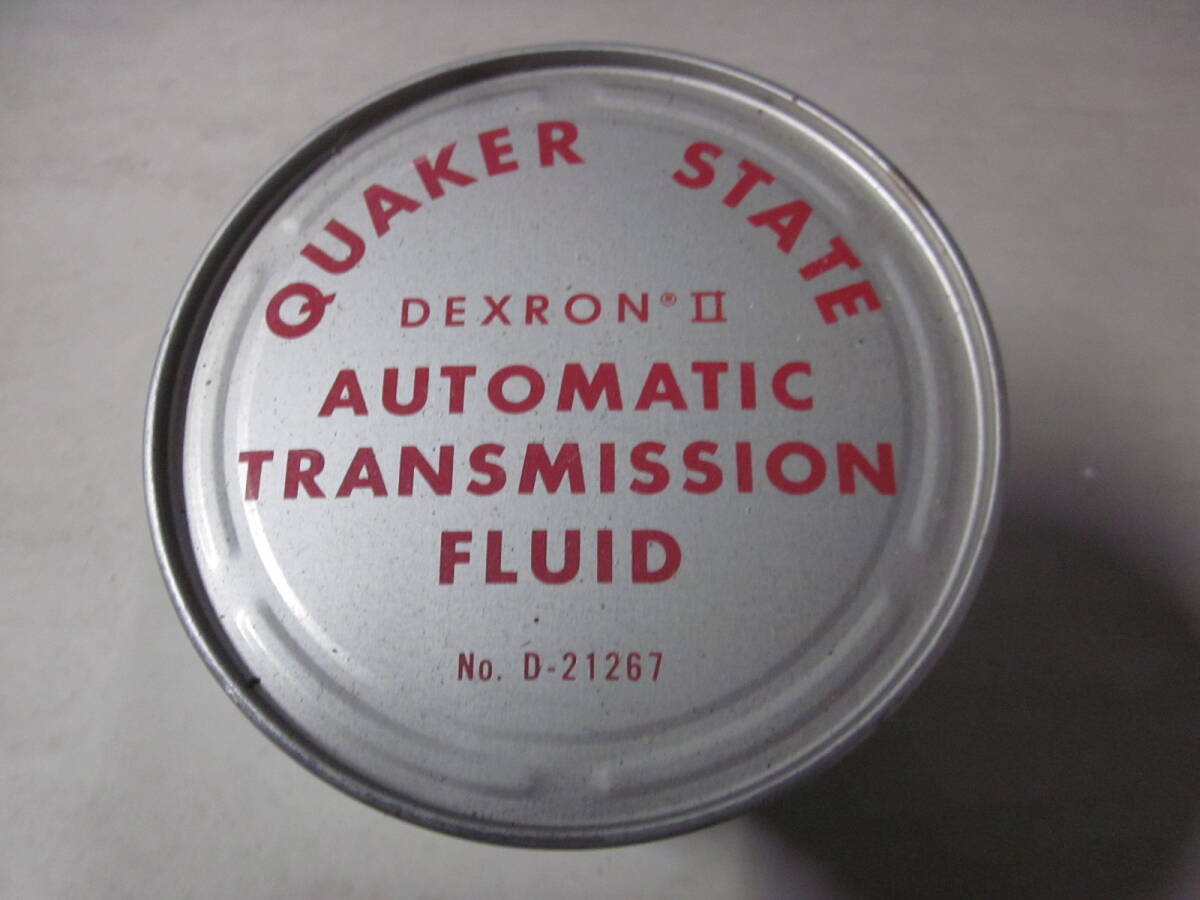 QUAKER STATE
DEXRON® II
AUTOMATIC
TRANSMISSION
FLUID
No. D-21267